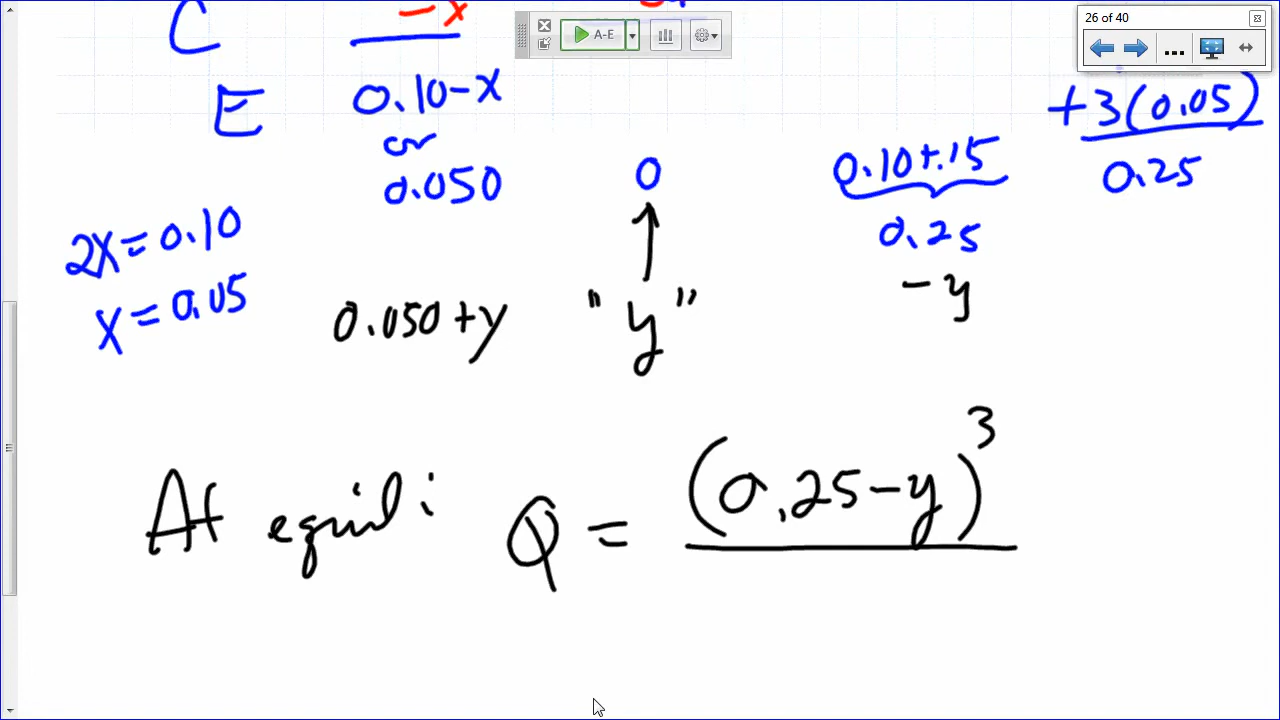 C -x
A-E
26 of 40
E 0.10-x
+3(0.05)
or
0.050 0 0.10+.15 0.25
2x=0.10 0.25
x=0.05 -y
0.050+y "y"
At equil: Q = (0.25-y)³